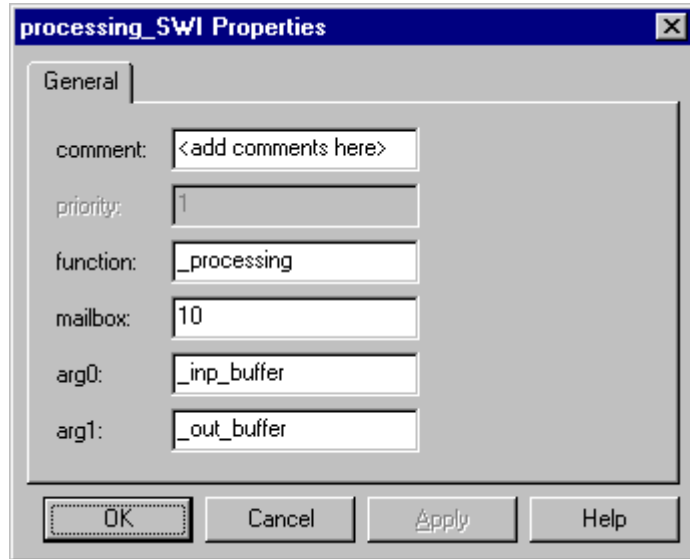 processing_SWI Properties
General
comment: <add comments here>
priority: 1
function: _processing
mailbox: 10
arg0: _inp_buffer
arg1: _out_buffer
OK Cancel Apply Help